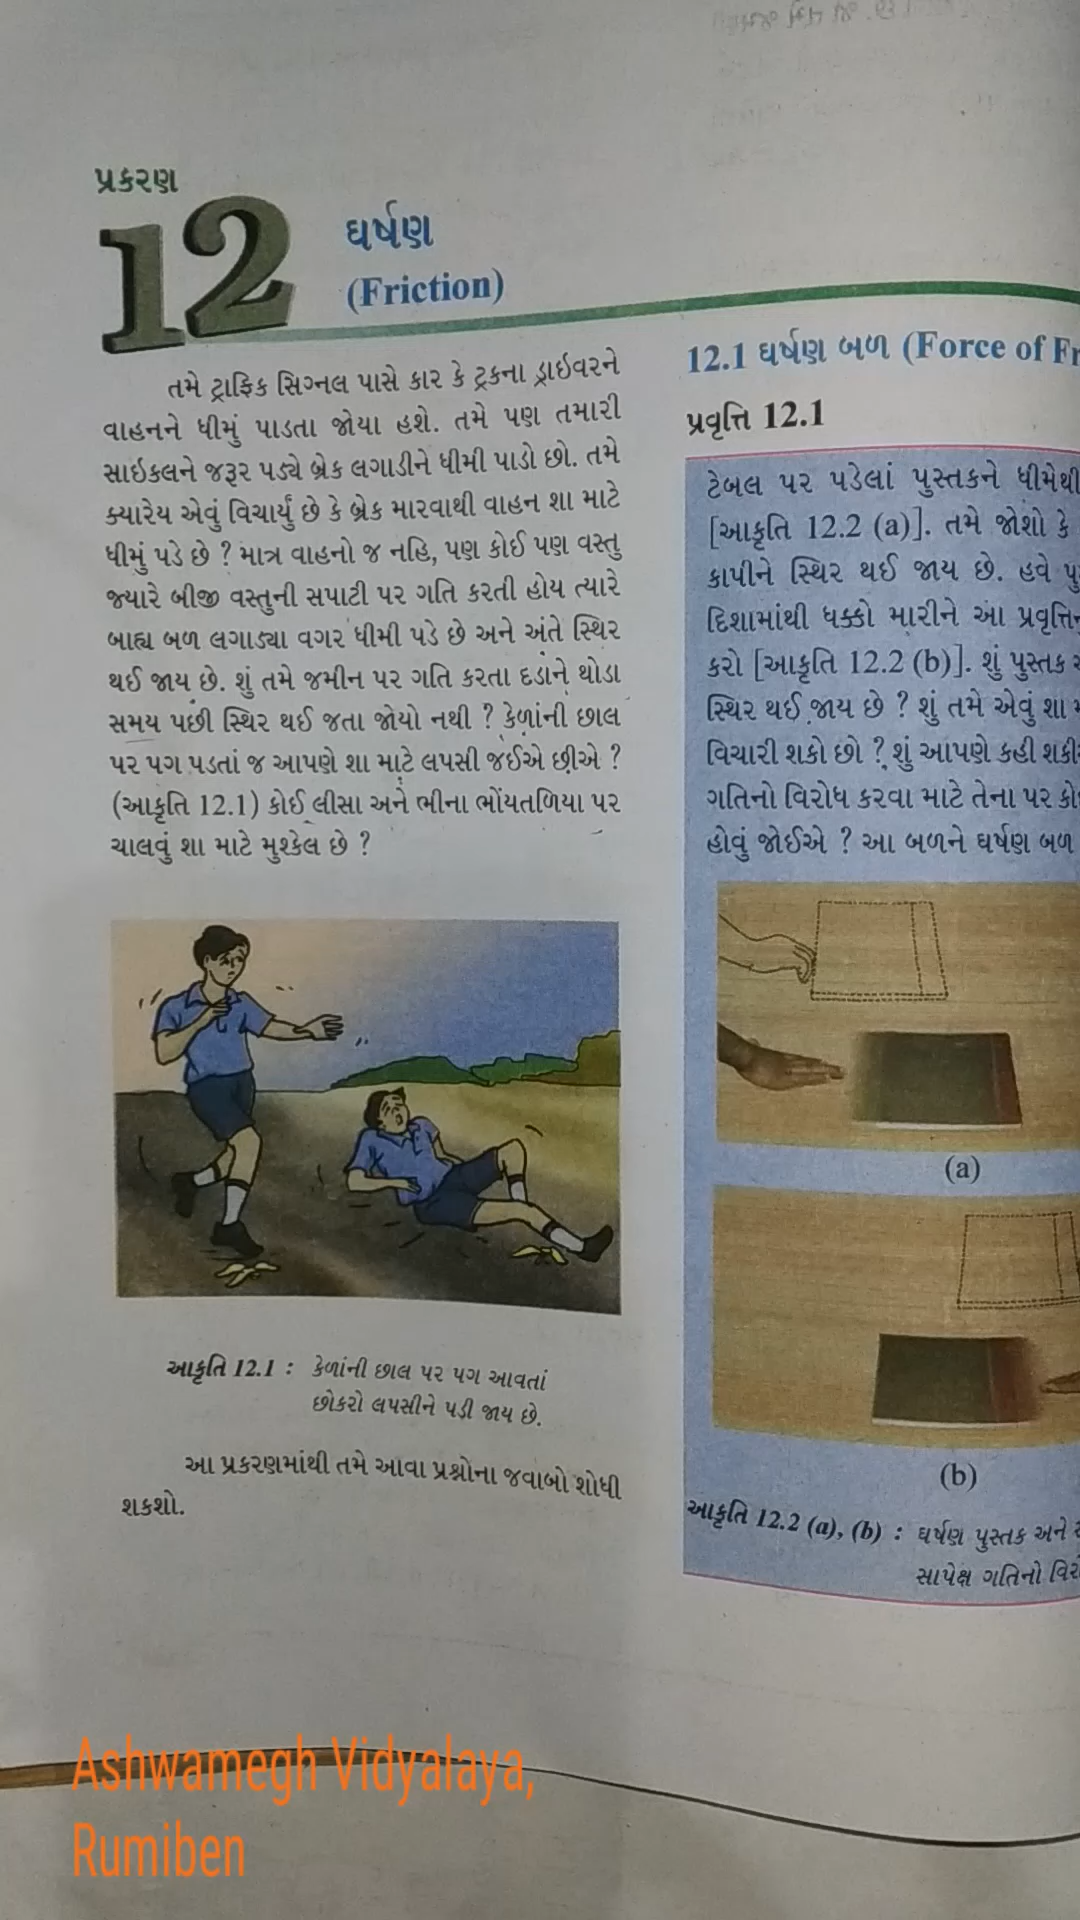 પ્રકરણ
12
ઘર્ષણ
(Friction)
તમે ટ્રાફિક સિગ્નલ પાસે કાર કે ટ્રકના ડ્રાઇવરને
વાહનને ધીમું પાડતા જોયા હશે. તમે પણ તમારી
સાઇકલને જરૂર પડ્યે બ્રેક લગાડીને ધીમી પાડો છો. તમે
ક્યારેય એવું વિચાર્યું છે કે બ્રેક મારવાથી વાહન શા માટે
ધીમું પડે છે ? માત્ર વાહનો જ નહિ, પણ કોઈ પણ વસ્તુ
જ્યારે બીજી વસ્તુની સપાટી પર ગતિ કરતી હોય ત્યારે
બાહ્ય બળ લગાડ્યા વગર ધીમી પડે છે અને અંતે સ્થિર
થઈ જાય છે. શું તમે જમીન પર ગતિ કરતા દડાને થોડા
સમય પછી સ્થિર થઈ જતા જોયો નથી ? કેળાંની છાલ
પર પગ પડતાં જ આપણે શા માટે લપસી જઈએ છીએ ?
(આકૃતિ 12.1) કોઈ લીસા અને ભીના ભોંયતળિયા પર
ચાલવું શા માટે મુશ્કેલ છે ?
આકૃતિ 12.1 : કેળાંની છાલ પર પગ આવતાં
છોકરો લપસીને પડી જાય છે.
આ પ્રકરણમાંથી તમે આવા પ્રશ્નોના જવાબો શોધી
શકશો.
12.1 ઘર્ષણ બળ (Force of Fr
પ્રવૃત્તિ 12.1
ટેબલ પર પડેલાં પુસ્તકને ધીમેથી
[આકૃતિ 12.2 (a)]. તમે જોશો કે
કાપીને સ્થિર થઈ જાય છે. હવે પુ
દિશામાંથી ધક્કો મારીને આ પ્રવૃત્તિ
કરો [આકૃતિ 12.2 (b)]. શું પુસ્તક
સ્થિર થઈ જાય છે ? શું તમે એવું શા
વિચારી શકો છો ? શું આપણે કહી શકી
ગતિનો વિરોધ કરવા માટે તેના પર કો
હોવું જોઈએ ? આ બળને ઘર્ષણ બળ
(a)
(b)
આકૃતિ 12.2 (a), (b) : ઘર્ષણ પુસ્તક અને
સાપેક્ષ ગતિનો વિરો
Ashwamegh Vidyalaya,
Rumiben